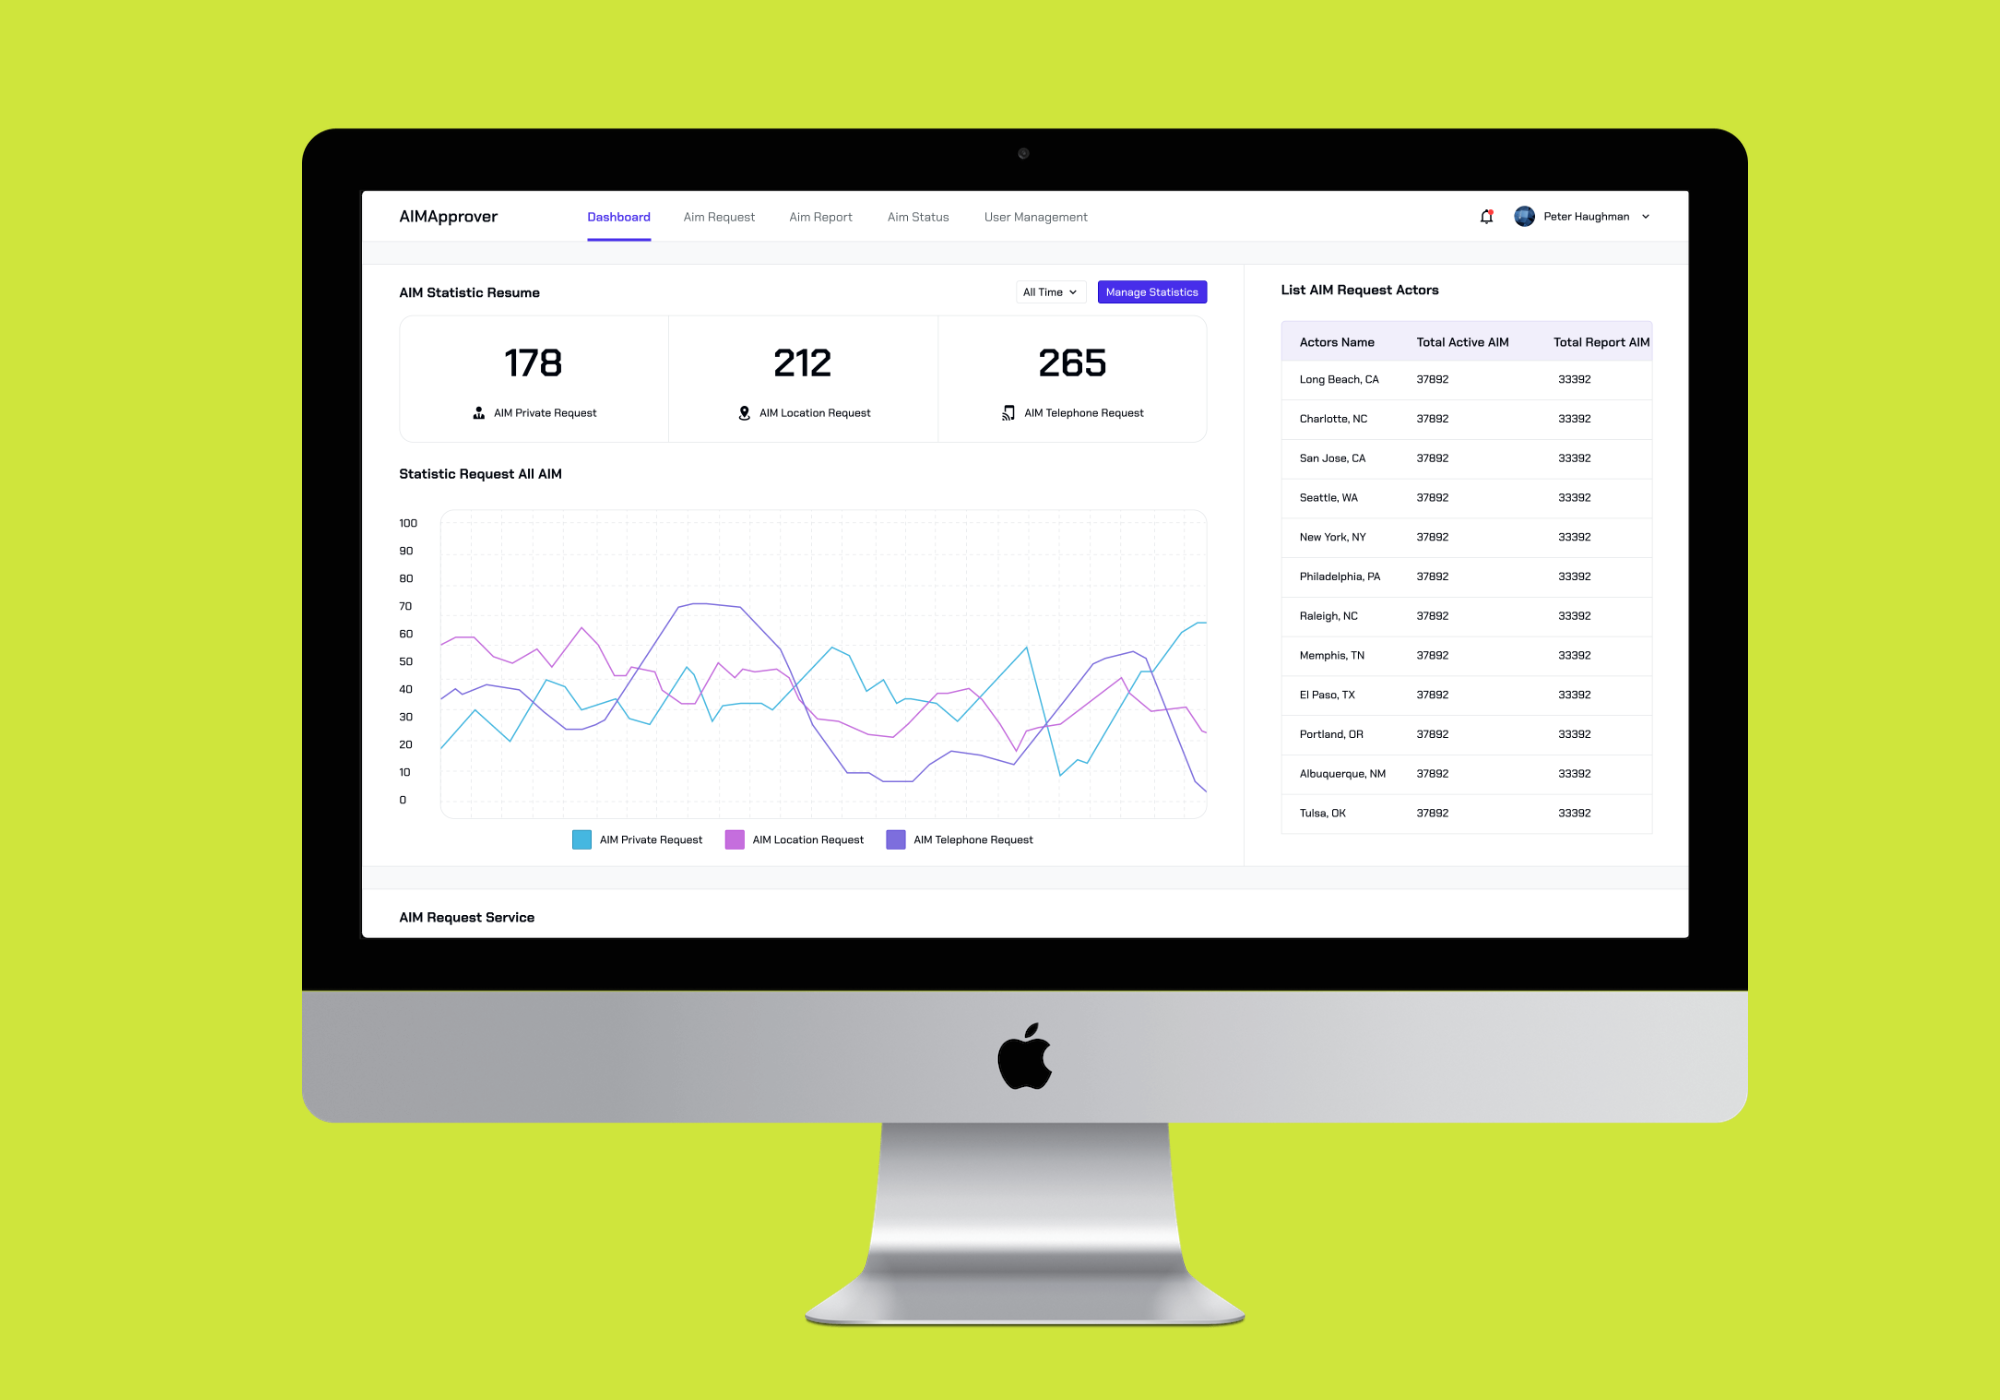 AIMApprover
Dashboard Aim Request Aim Report Aim Status User Management
Peter Haughman
AIM Statistic Resume
All Time
Manage Statistics
178
AIM Private Request
212
AIM Location Request
265
AIM Telephone Request
Statistic Request All AIM
100
90
80
70
60
50
40
30
20
10
0
AIM Private Request AIM Location Request AIM Telephone Request
List AIM Request Actors
Actors Name Total Active AIM Total Report AIM
Long Beach, CA 37892 33392
Charlotte, NC 37892 33392
San Jose, CA 37892 33392
Seattle, WA 37892 33392
New York, NY 37892 33392
Philadelphia, PA 37892 33392
Raleigh, NC 37892 33392
Memphis, TN 37892 33392
El Paso, TX 37892 33392
Portland, OR 37892 33392
Albuquerque, NM 37892 33392
Tulsa, OK 37892 33392
AIM Request Service